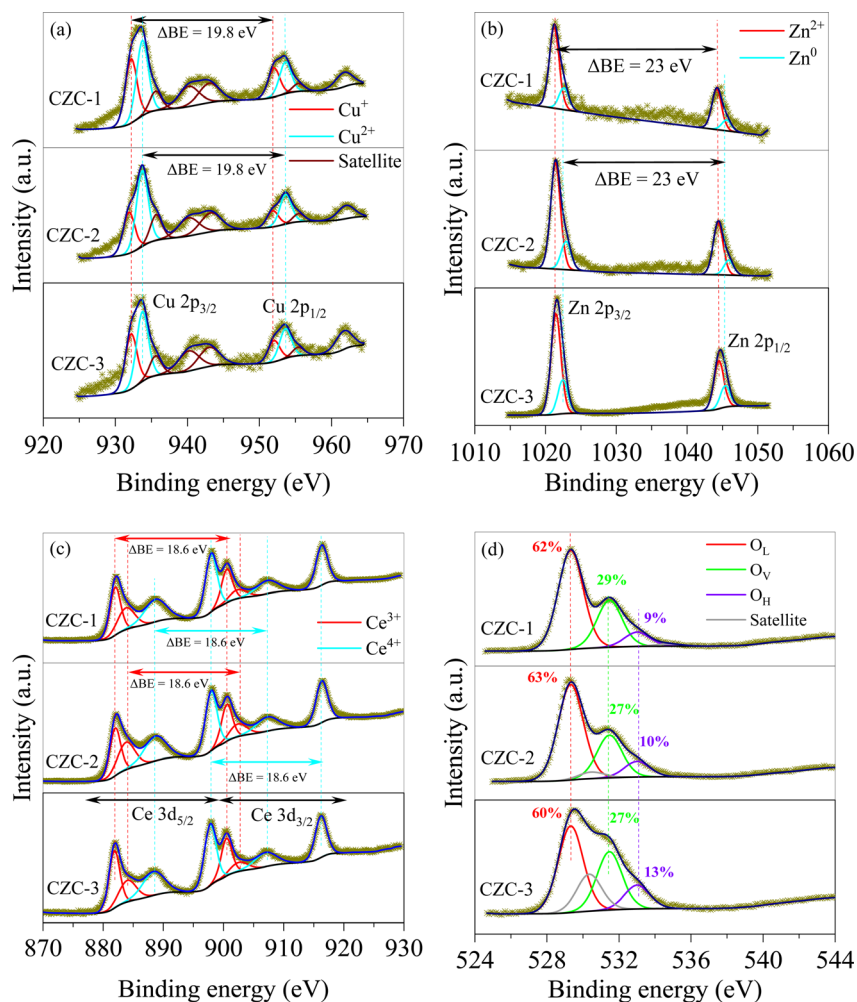 (a)
ΔBE = 19.8 eV
CZC-1
Cu⁺
Cu²⁺
Satellite
ΔBE = 19.8 eV
CZC-2
Cu 2p₃/₂
Cu 2p₁/₂
CZC-3
Intensity (a.u.)
920 930 940 950 960 970
Binding energy (eV)
(b)
Zn²⁺
Zn⁰
CZC-1
ΔBE = 23 eV
ΔBE = 23 eV
CZC-2
Zn 2p₃/₂
Zn 2p₁/₂
CZC-3
Intensity (a.u.)
1010 1020 1030 1040 1050 1060
Binding energy (eV)
(c)
ΔBE = 18.6 eV
CZC-1
Ce³⁺
Ce⁴⁺
ΔBE = 18.6 eV
ΔBE = 18.6 eV
CZC-2
ΔBE = 18.6 eV
Ce 3d₅/₂
Ce 3d₃/₂
CZC-3
Intensity (a.u.)
870 880 890 900 910 920 930
Binding energy (eV)
(d)
62%
O_L
O_V
O_H
Satellite
29%
9%
CZC-1
63%
27%
10%
CZC-2
60%
27%
13%
CZC-3
Intensity (a.u.)
524 528 532 536 540 544
Binding energy (eV)